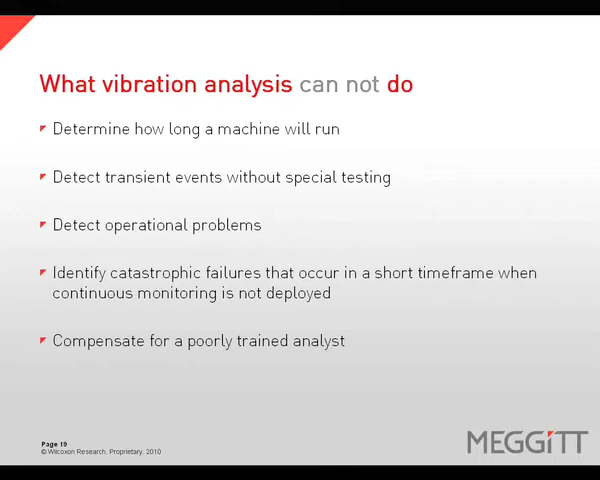 What vibration analysis can not do
Determine how long a machine will run
Detect transient events without special testing
Detect operational problems
Identify catastrophic failures that occur in a short timeframe when
continuous monitoring is not deployed
Compensate for a poorly trained analyst
Page 19
© Wilcoxon Research. Proprietary. 2010
MEGGITT